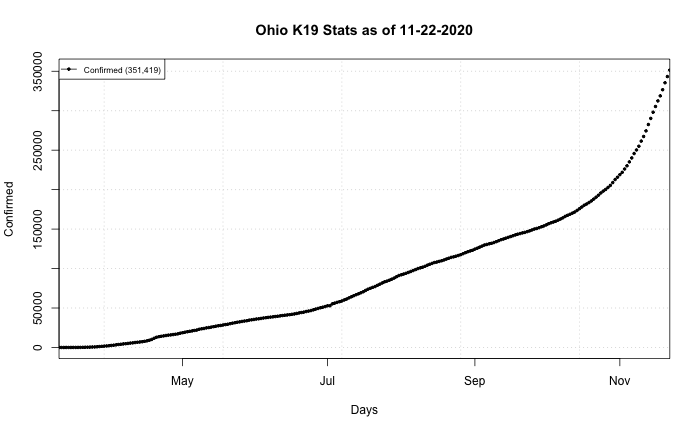 Ohio K19 Stats as of 11-22-2020
Confirmed (351,419)
350000
250000
150000
50000
0
Confirmed
May
Jul
Sep
Nov
Days